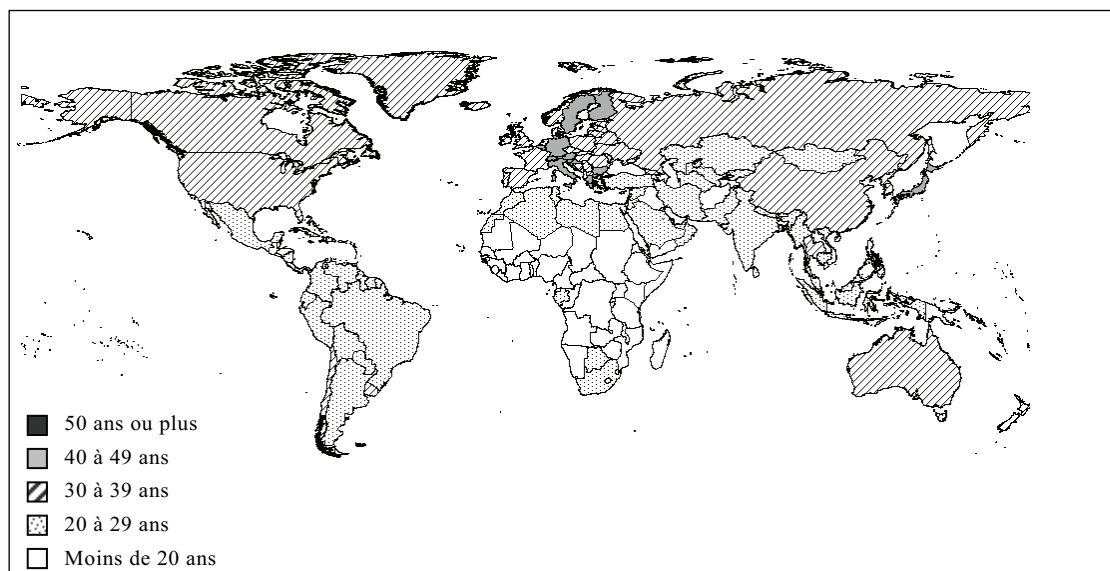 50 ans ou plus
40 à 49 ans
30 à 39 ans
20 à 29 ans
Moins de 20 ans